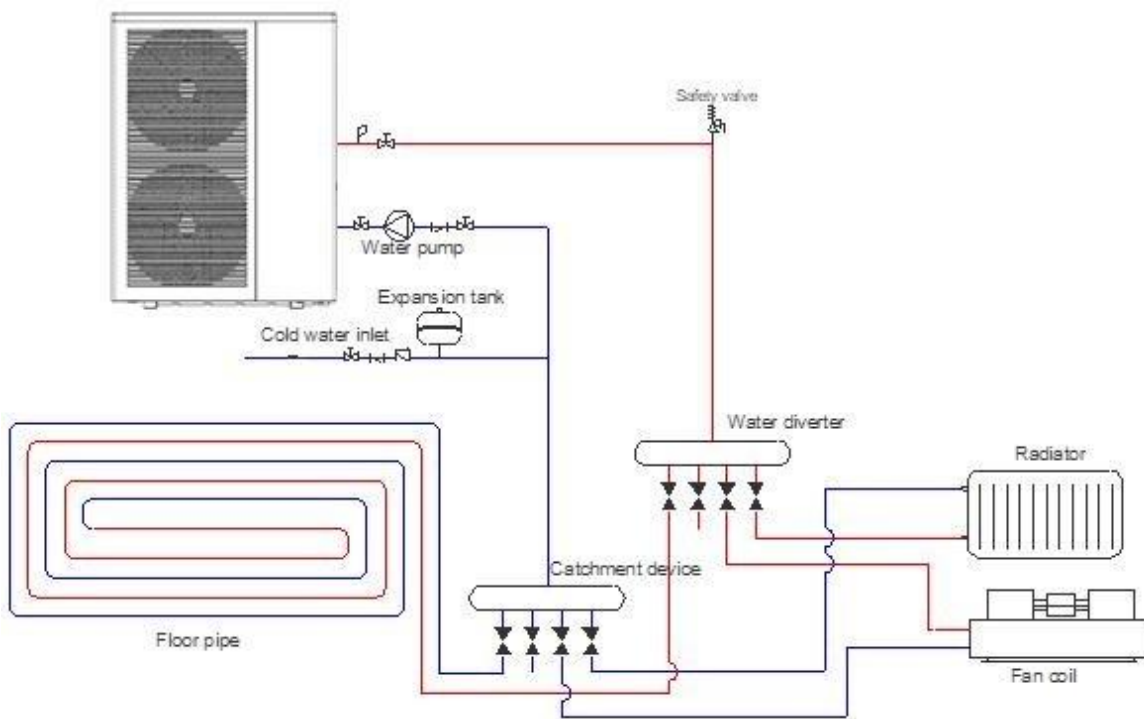 Safety valve
Water pump
Expansion tank
Cold water inlet
Water diverter
Radiator
Catchment device
Floor pipe
Fan coil